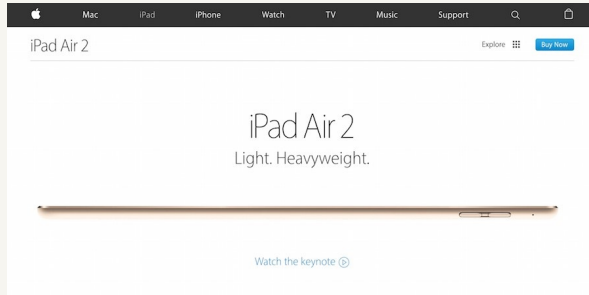 Mac iPad iPhone Watch TV Music Support
iPad Air 2
Explore Buy Now
iPad Air 2
Light. Heavyweight.
Watch the keynote